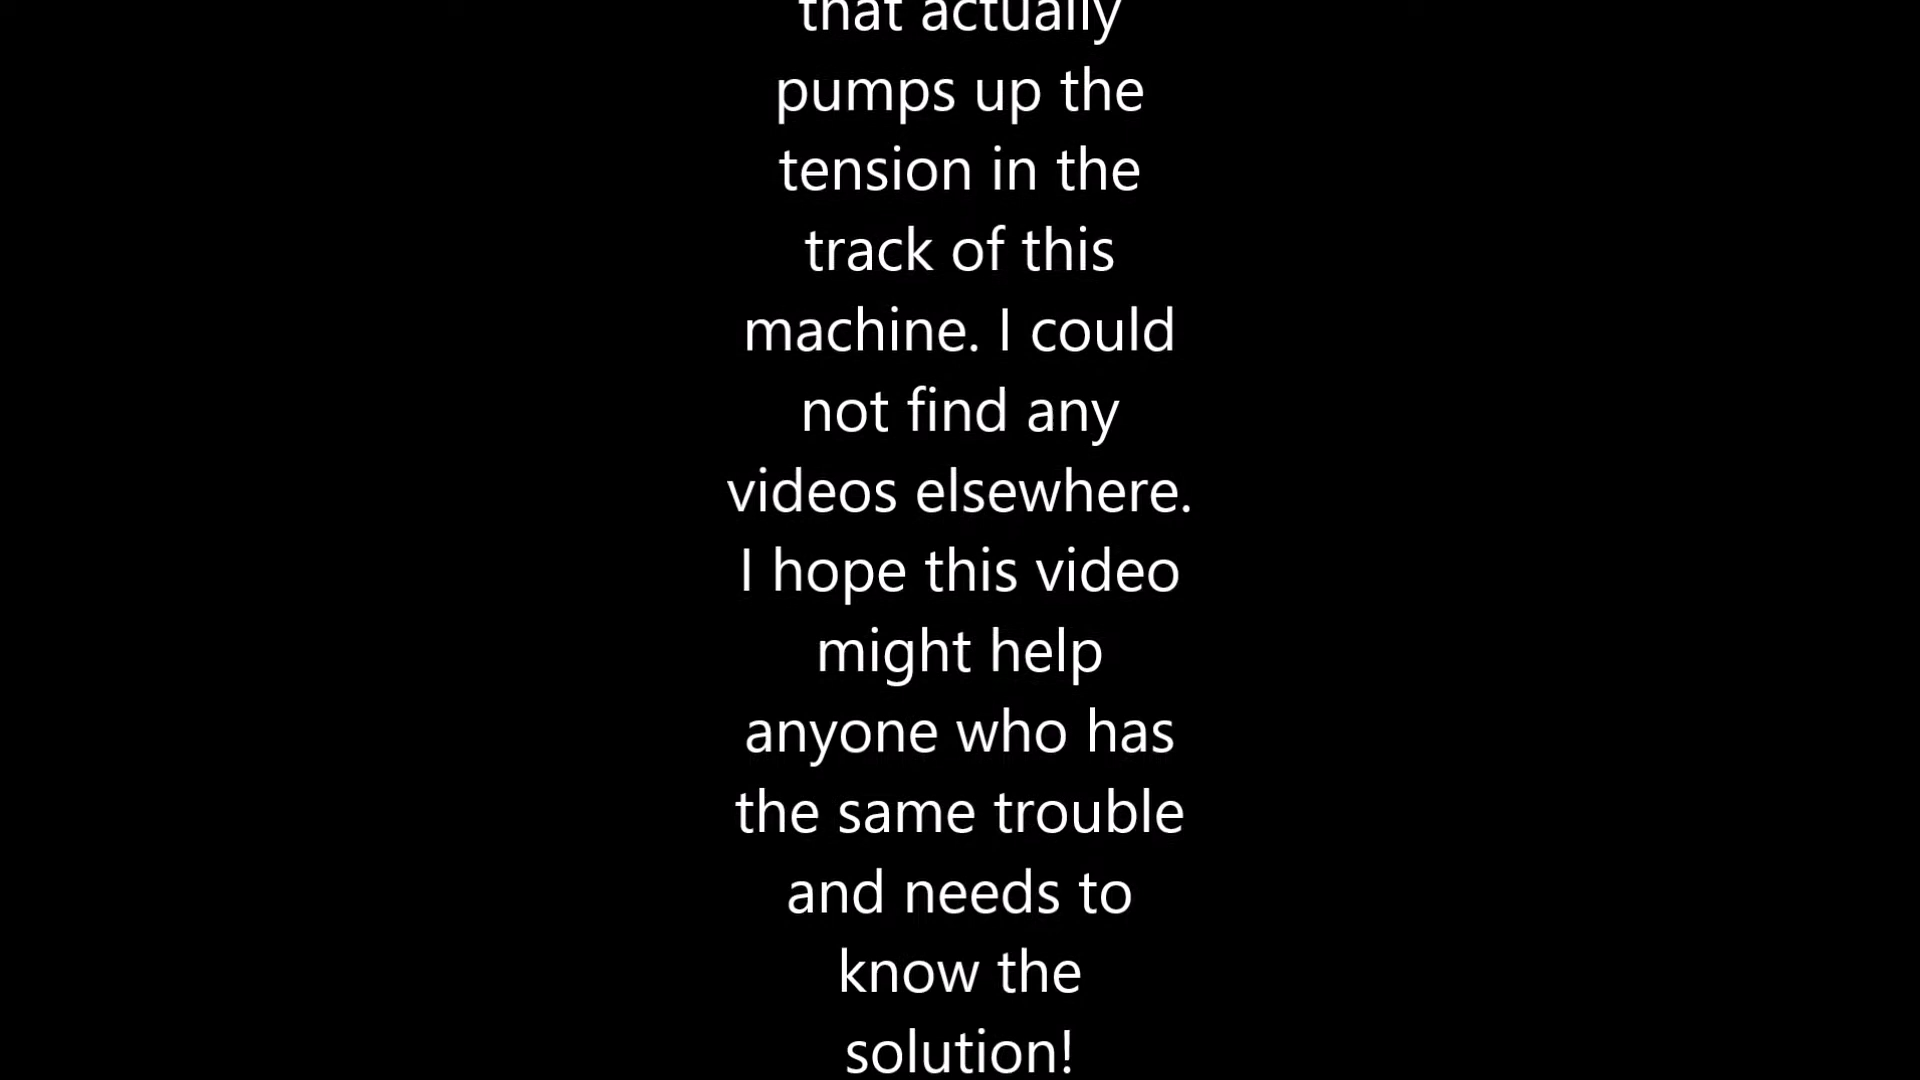 that actually
pumps up the
tension in the
track of this
machine. I could
not find any
videos elsewhere.
I hope this video
might help
anyone who has
the same trouble
and needs to
know the
solution!